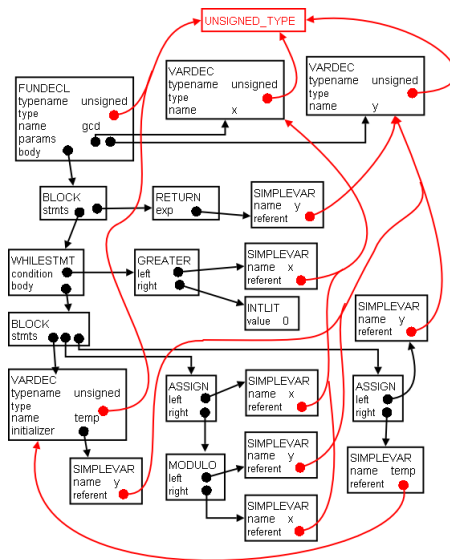 UNSIGNED_TYPE
VARDEC
typename unsigned
type
name x
VARDEC
typename unsigned
type
name y
FUNDECL
typename unsigned
type
name gcd
params
body
BLOCK
stmts
RETURN
exp
SIMPLEVAR
name y
referent
WHILESTMT
condition
body
GREATER
left
right
SIMPLEVAR
name x
referent
INTLIT
value 0
BLOCK
stmts
SIMPLEVAR
name y
referent
VARDEC
typename unsigned
type
name temp
initializer
ASSIGN
left
right
SIMPLEVAR
name x
referent
ASSIGN
left
right
SIMPLEVAR
name y
referent
MODULO
left
right
SIMPLEVAR
name y
referent
SIMPLEVAR
name temp
referent
SIMPLEVAR
name x
referent